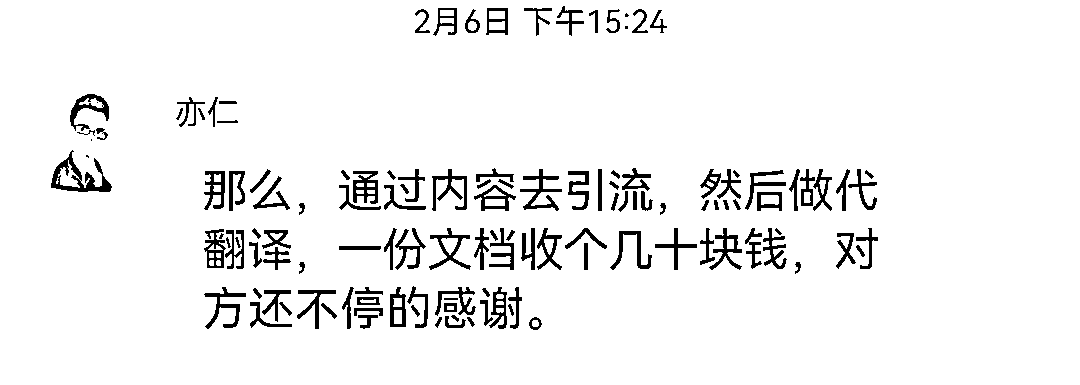 2月6日 下午15:24
亦仁
那么，通过内容去引流，然后做代
翻译，一份文档收个几十块钱，对
方还不停的感谢。